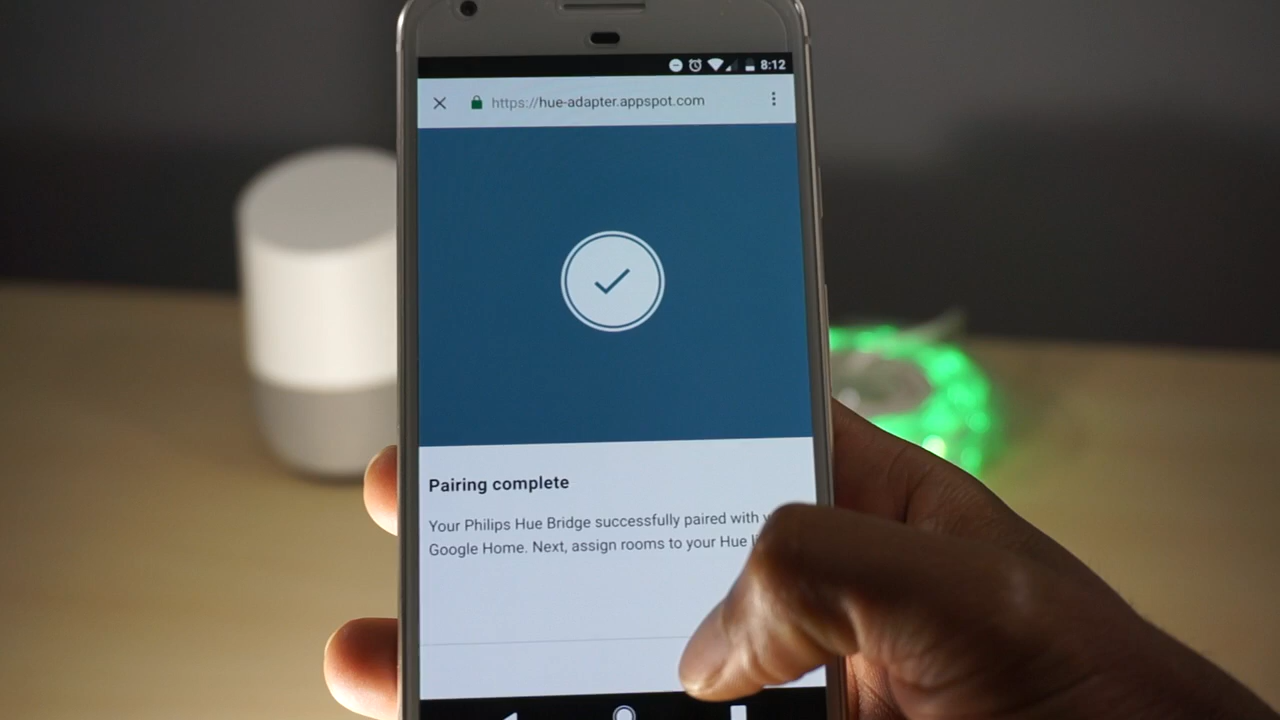 8:12
https://hue-adapter.appspot.com
Pairing complete
Your Philips Hue Bridge successfully paired with
Google Home. Next, assign rooms to your Hue